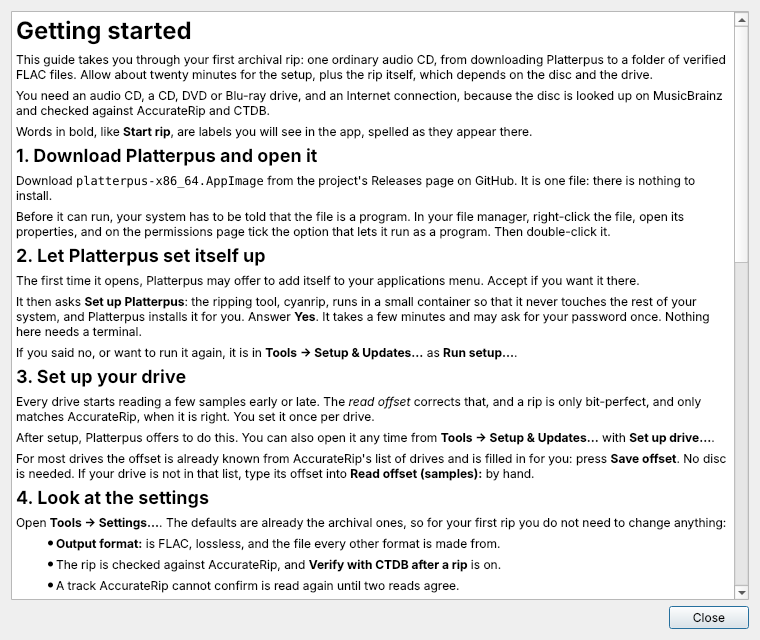 Getting started
This guide takes you through your first archival rip: one ordinary audio CD, from downloading Platterpus to a folder of verified
FLAC files. Allow about twenty minutes for the setup, plus the rip itself, which depends on the disc and the drive.
You need an audio CD, a CD, DVD or Blu-ray drive, and an Internet connection, because the disc is looked up on MusicBrainz
and checked against AccurateRip and CTDB.
Words in bold, like Start rip, are labels you will see in the app, spelled as they appear there.
1. Download Platterpus and open it
Download platterpus-x86_64.AppImage from the project's Releases page on GitHub. It is one file: there is nothing to
install.
Before it can run, your system has to be told that the file is a program. In your file manager, right-click the file, open its
properties, and on the permissions page tick the option that lets it run as a program. Then double-click it.
2. Let Platterpus set itself up
The first time it opens, Platterpus may offer to add itself to your applications menu. Accept if you want it there.
It then asks Set up Platterpus: the ripping tool, cyanrip, runs in a small container so that it never touches the rest of your
system, and Platterpus installs it for you. Answer Yes. It takes a few minutes and may ask for your password once. Nothing
here needs a terminal.
If you said no, or want to run it again, it is in Tools → Setup & Updates... as Run setup....
3. Set up your drive
Every drive starts reading a few samples early or late. The read offset corrects that, and a rip is only bit-perfect, and only
matches AccurateRip, when it is right. You set it once per drive.
After setup, Platterpus offers to do this. You can also open it any time from Tools → Setup & Updates... with Set up drive....
For most drives the offset is already known from AccurateRip's list of drives and is filled in for you: press Save offset. No disc
is needed. If your drive is not in that list, type its offset into Read offset (samples): by hand.
4. Look at the settings
Open Tools → Settings.... The defaults are already the archival ones, so for your first rip you do not need to change anything:
• Output format: is FLAC, lossless, and the file every other format is made from.
• The rip is checked against AccurateRip, and Verify with CTDB after a rip is on.
• A track AccurateRip cannot confirm is read again until two reads agree.
Close